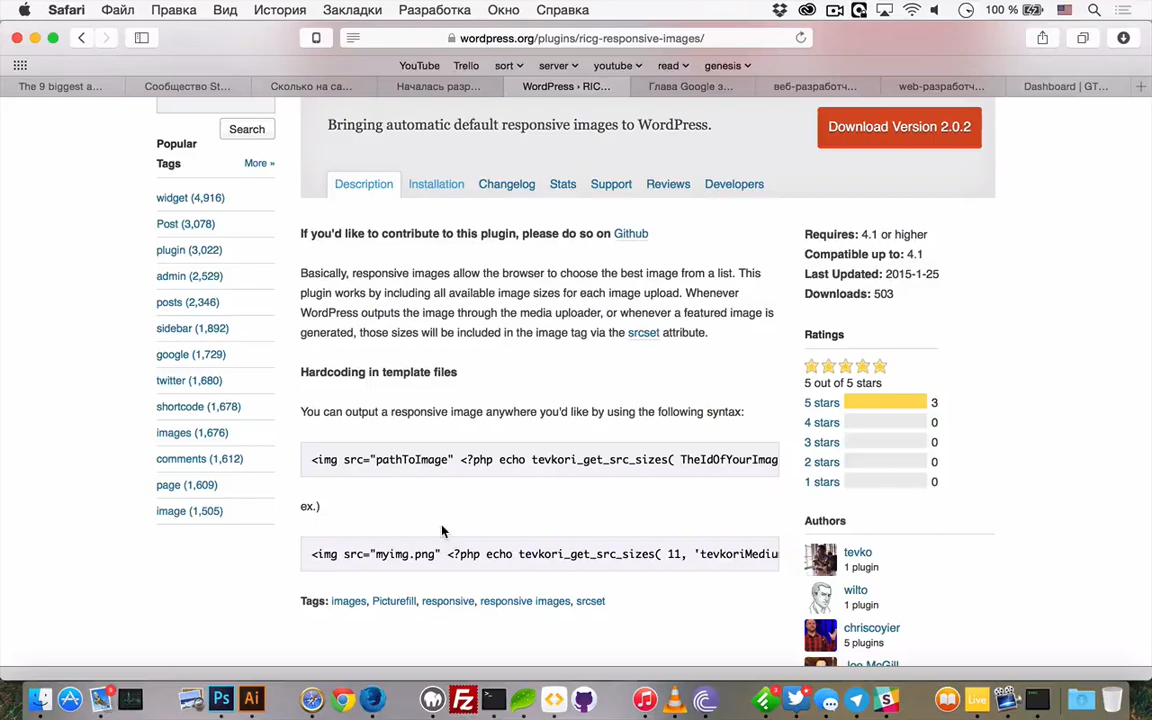 Safari Файл Правка Вид История Закладки Разработка Окно Справка 100 %
wordpress.org/plugins/ricg-responsive-images/
YouTube Trello sort server youtube read genesis
The 9 biggest a... Сообщество St... Сколько на са... Началась разр... WordPress › RIC... Глава Google з... веб-разработч... web-разработч... Dashboard | GT...
Search
Popular
Tags More »
widget (4,916)
Post (3,078)
plugin (3,022)
admin (2,529)
posts (2,346)
sidebar (1,892)
google (1,729)
twitter (1,680)
shortcode (1,678)
images (1,676)
comments (1,612)
page (1,609)
image (1,505)
Bringing automatic default responsive images to WordPress.
Download Version 2.0.2
Description Installation Changelog Stats Support Reviews Developers
If you'd like to contribute to this plugin, please do so on Github
Basically, responsive images allow the browser to choose the best image from a list. This
plugin works by including all available image sizes for each image upload. Whenever
WordPress outputs the image through the media uploader, or whenever a featured image is
generated, those sizes will be included in the image tag via the srcset attribute.
Hardcoding in template files
You can output a responsive image anywhere you'd like by using the following syntax:
<img src="pathToImage" <?php echo tevkori_get_src_sizes( TheIdOfYourImag
ex.)
<img src="myimg.png" <?php echo tevkori_get_src_sizes( 11, 'tevkoriMediu
Tags: images, Picturefill, responsive, responsive images, srcset
Requires: 4.1 or higher
Compatible up to: 4.1
Last Updated: 2015-1-25
Downloads: 503
Ratings
5 out of 5 stars
5 stars 3
4 stars 0
3 stars 0
2 stars 0
1 stars 0
Authors
tevko
1 plugin
wilto
1 plugin
chriscoyier
5 plugins
Joe McGill
Ps Ai Fz Live